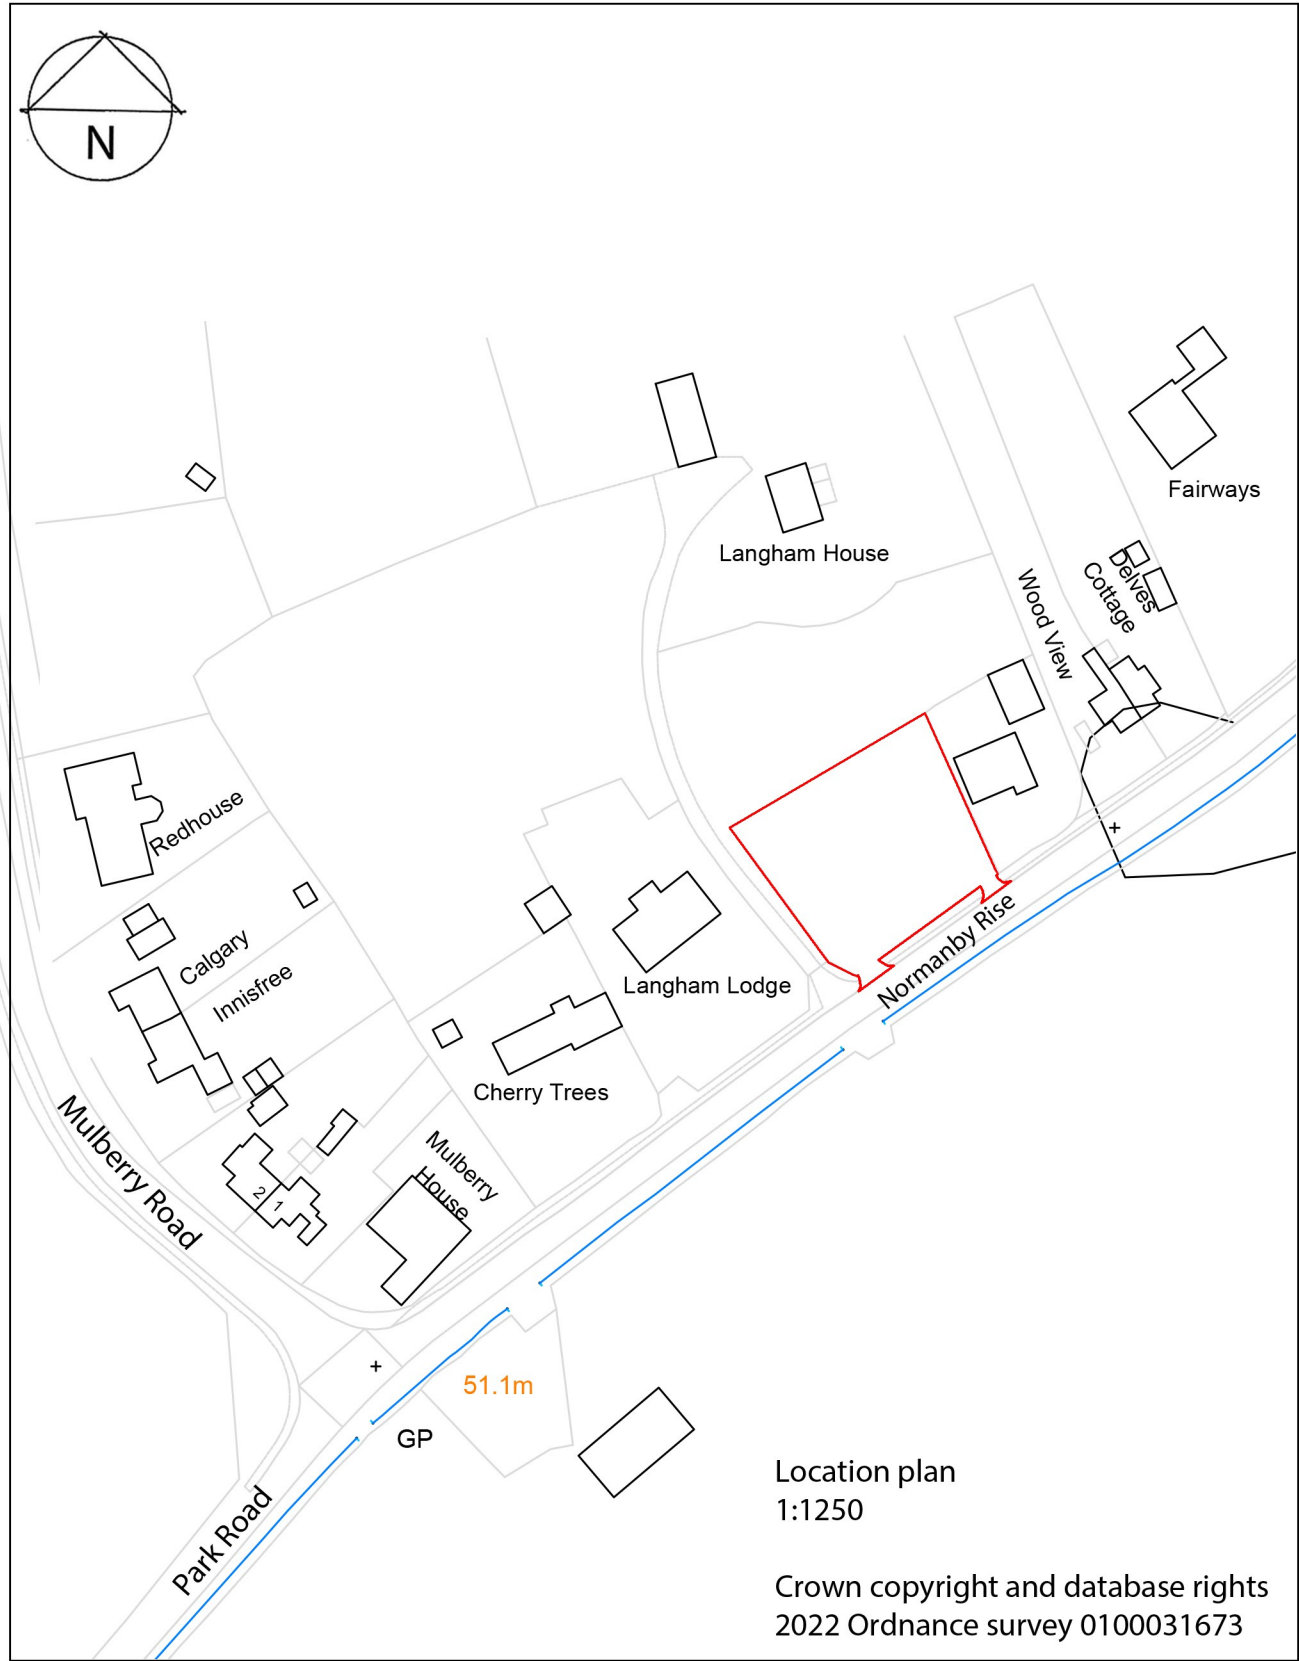 N
Fairways
Langham House
Delves
Cottage
Wood View
Redhouse
Calgary
Innisfree
Langham Lodge
Normanby Rise
Cherry Trees
Mulberry
House
2
1
Mulberry Road
51.1m
GP
Park Road
Location plan
1:1250
Crown copyright and database rights
2022 Ordnance survey 0100031673